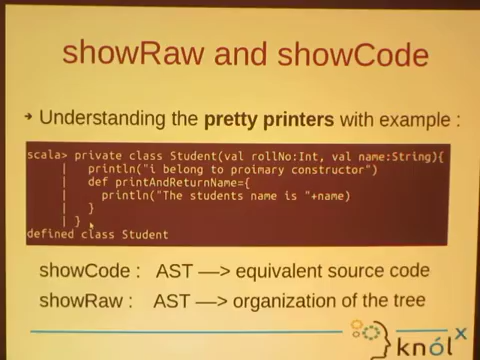 showRaw and showCode
→ Understanding the pretty printers with example :
scala> private class Student(val rollNo:Int, val name:String){
| println("i belong to proimary constructor")
| def printAndReturnName={
| println("The students name is "+name)
| }
| }
defined class Student
showCode : AST —> equivalent source code
showRaw : AST —> organization of the tree
knólx